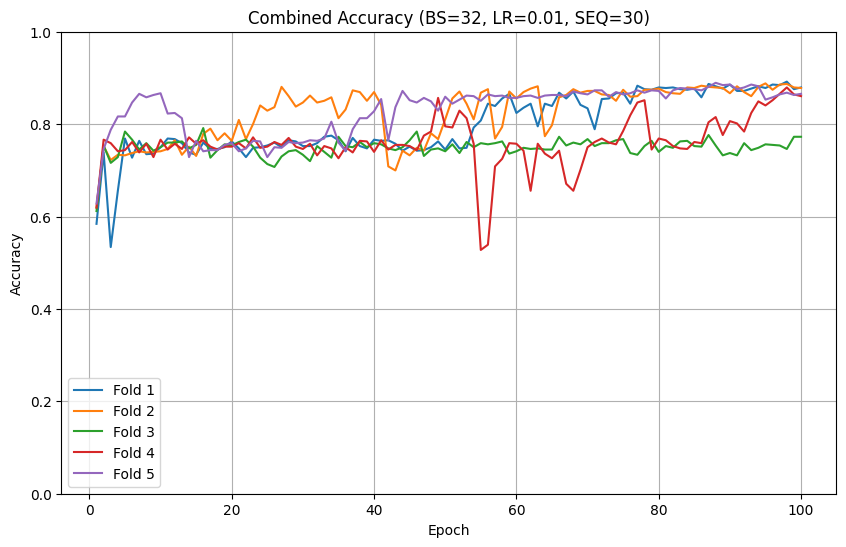 Combined Accuracy (BS=32, LR=0.01, SEQ=30)
1.0
0.8
0.6
0.4
0.2
0.0
Accuracy
Fold 1
Fold 2
Fold 3
Fold 4
Fold 5
0 20 40 60 80 100
Epoch